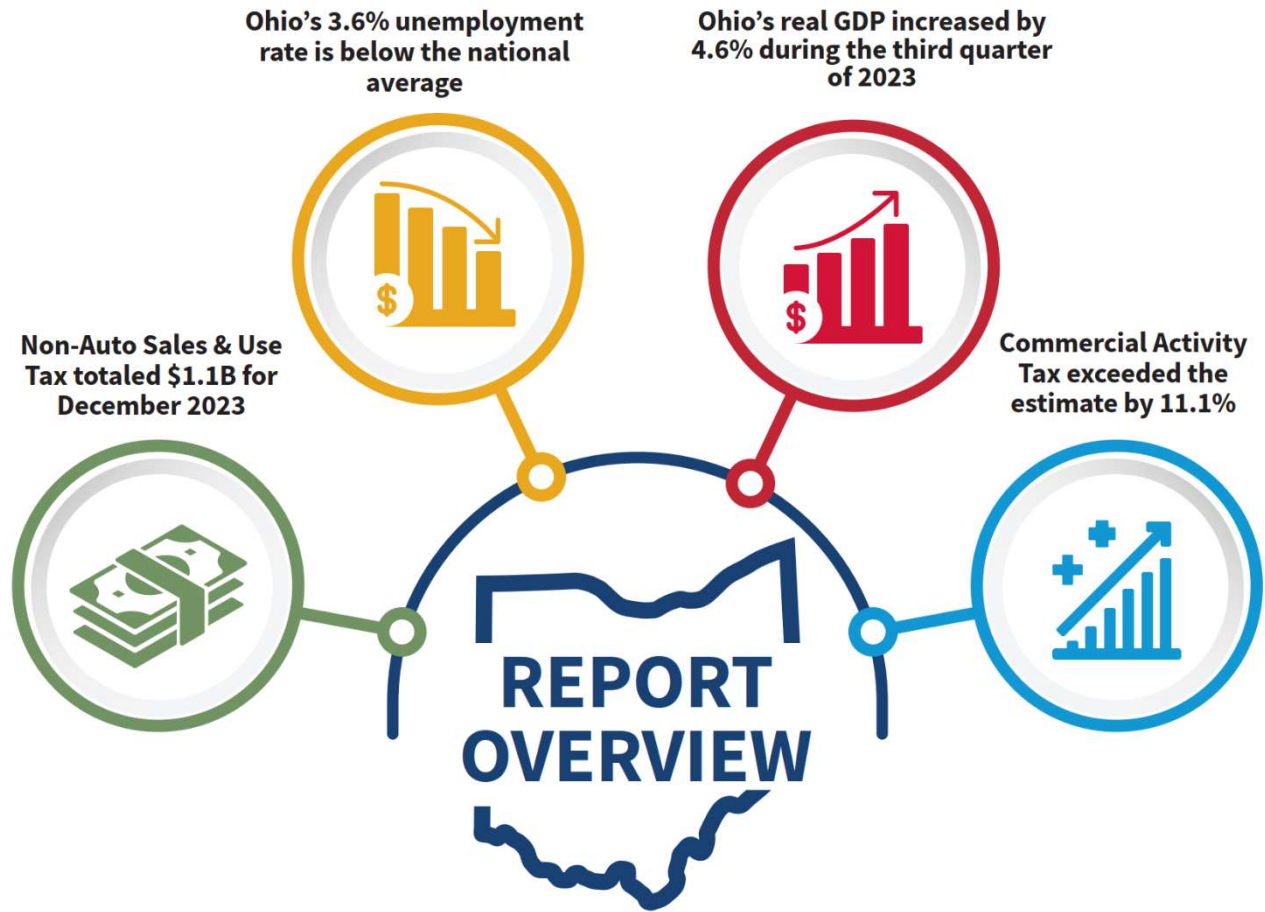 Ohio’s 3.6% unemployment
rate is below the national
average
Ohio’s real GDP increased by
4.6% during the third quarter
of 2023
Non-Auto Sales & Use
Tax totaled $1.1B for
December 2023
Commercial Activity
Tax exceeded the
estimate by 11.1%
$
$
REPORT
OVERVIEW